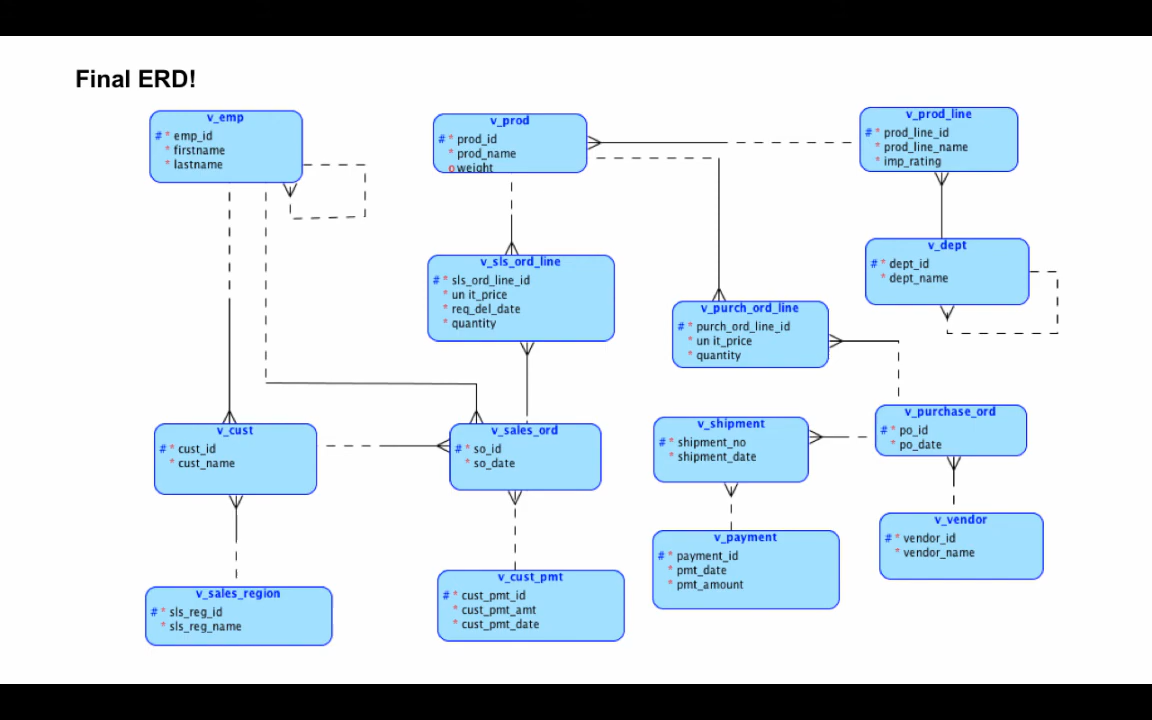 Final ERD!
v_emp
# * emp_id
* firstname
* lastname
v_prod
# * prod_id
* prod_name
o weight
v_prod_line
# * prod_line_id
* prod_line_name
* imp_rating
v_sls_ord_line
# * sls_ord_line_id
* un it_price
* req_del_date
* quantity
v_dept
# * dept_id
* dept_name
v_purch_ord_line
# * purch_ord_line_id
* un it_price
* quantity
v_cust
# * cust_id
* cust_name
v_sales_ord
# * so_id
* so_date
v_shipment
# * shipment_no
* shipment_date
v_purchase_ord
# * po_id
* po_date
v_vendor
# * vendor_id
* vendor_name
v_payment
# * payment_id
* pmt_date
* pmt_amount
v_sales_region
# * sls_reg_id
* sls_reg_name
v_cust_pmt
# * cust_pmt_id
* cust_pmt_amt
* cust_pmt_date